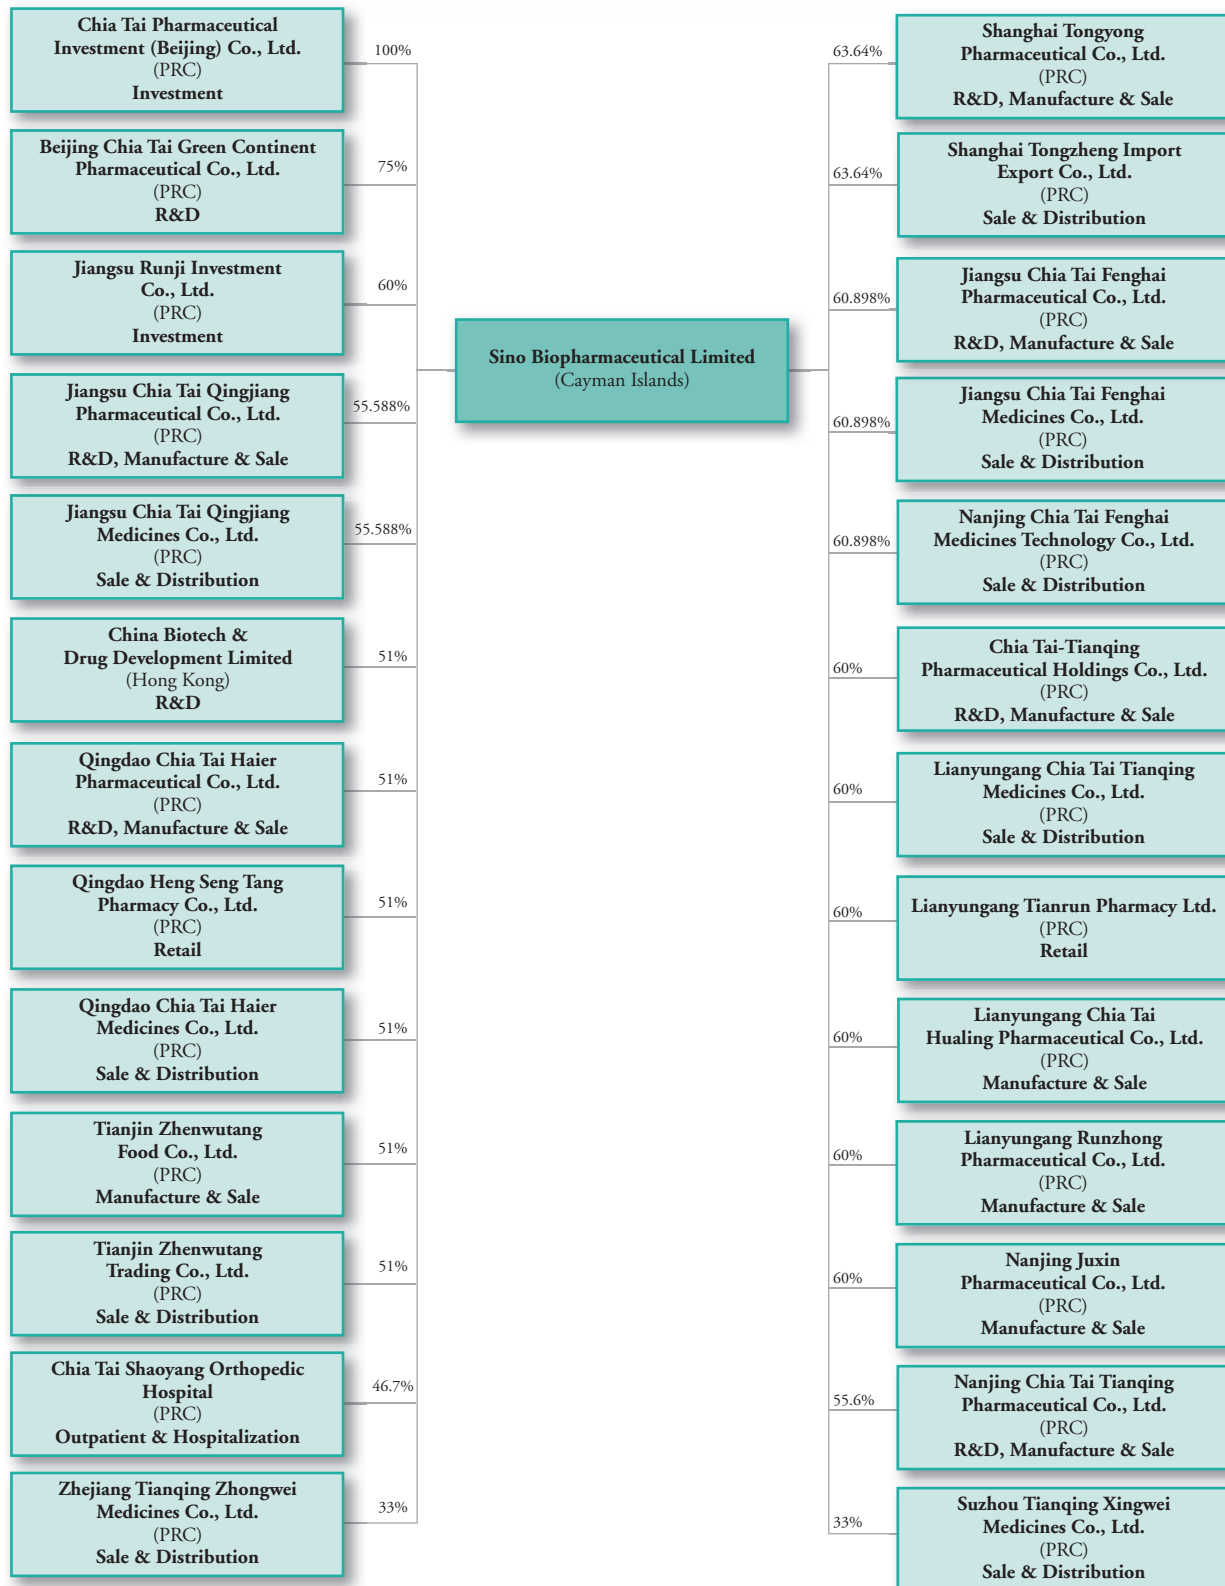 Chia Tai Pharmaceutical
Investment (Beijing) Co., Ltd.
(PRC)
Investment
100%
Beijing Chia Tai Green Continent
Pharmaceutical Co., Ltd.
(PRC)
R&D
75%
Jiangsu Runji Investment
Co., Ltd.
(PRC)
Investment
60%
Jiangsu Chia Tai Qingjiang
Pharmaceutical Co., Ltd.
(PRC)
R&D, Manufacture & Sale
55.588%
Jiangsu Chia Tai Qingjiang
Medicines Co., Ltd.
(PRC)
Sale & Distribution
55.588%
China Biotech &
Drug Development Limited
(Hong Kong)
R&D
51%
Qingdao Chia Tai Haier
Pharmaceutical Co., Ltd.
(PRC)
R&D, Manufacture & Sale
51%
Qingdao Heng Seng Tang
Pharmacy Co., Ltd.
(PRC)
Retail
51%
Qingdao Chia Tai Haier
Medicines Co., Ltd.
(PRC)
Sale & Distribution
51%
Tianjin Zhenwutang
Food Co., Ltd.
(PRC)
Manufacture & Sale
51%
Tianjin Zhenwutang
Trading Co., Ltd.
(PRC)
Sale & Distribution
51%
Chia Tai Shaoyang Orthopedic
Hospital
(PRC)
Outpatient & Hospitalization
46.7%
Zhejiang Tianqing Zhongwei
Medicines Co., Ltd.
(PRC)
Sale & Distribution
33%
Sino Biopharmaceutical Limited
(Cayman Islands)
63.64%
Shanghai Tongyong
Pharmaceutical Co., Ltd.
(PRC)
R&D, Manufacture & Sale
63.64%
Shanghai Tongzheng Import
Export Co., Ltd.
(PRC)
Sale & Distribution
60.898%
Jiangsu Chia Tai Fenghai
Pharmaceutical Co., Ltd.
(PRC)
R&D, Manufacture & Sale
60.898%
Jiangsu Chia Tai Fenghai
Medicines Co., Ltd.
(PRC)
Sale & Distribution
60.898%
Nanjing Chia Tai Fenghai
Medicines Technology Co., Ltd.
(PRC)
Sale & Distribution
60%
Chia Tai-Tianqing
Pharmaceutical Holdings Co., Ltd.
(PRC)
R&D, Manufacture & Sale
60%
Lianyungang Chia Tai Tianqing
Medicines Co., Ltd.
(PRC)
Sale & Distribution
60%
Lianyungang Tianrun Pharmacy Ltd.
(PRC)
Retail
60%
Lianyungang Chia Tai
Hualing Pharmaceutical Co., Ltd.
(PRC)
Manufacture & Sale
60%
Lianyungang Runzhong
Pharmaceutical Co., Ltd.
(PRC)
Manufacture & Sale
60%
Nanjing Juxin
Pharmaceutical Co., Ltd.
(PRC)
Manufacture & Sale
55.6%
Nanjing Chia Tai Tianqing
Pharmaceutical Co., Ltd.
(PRC)
R&D, Manufacture & Sale
33%
Suzhou Tianqing Xingwei
Medicines Co., Ltd.
(PRC)
Sale & Distribution